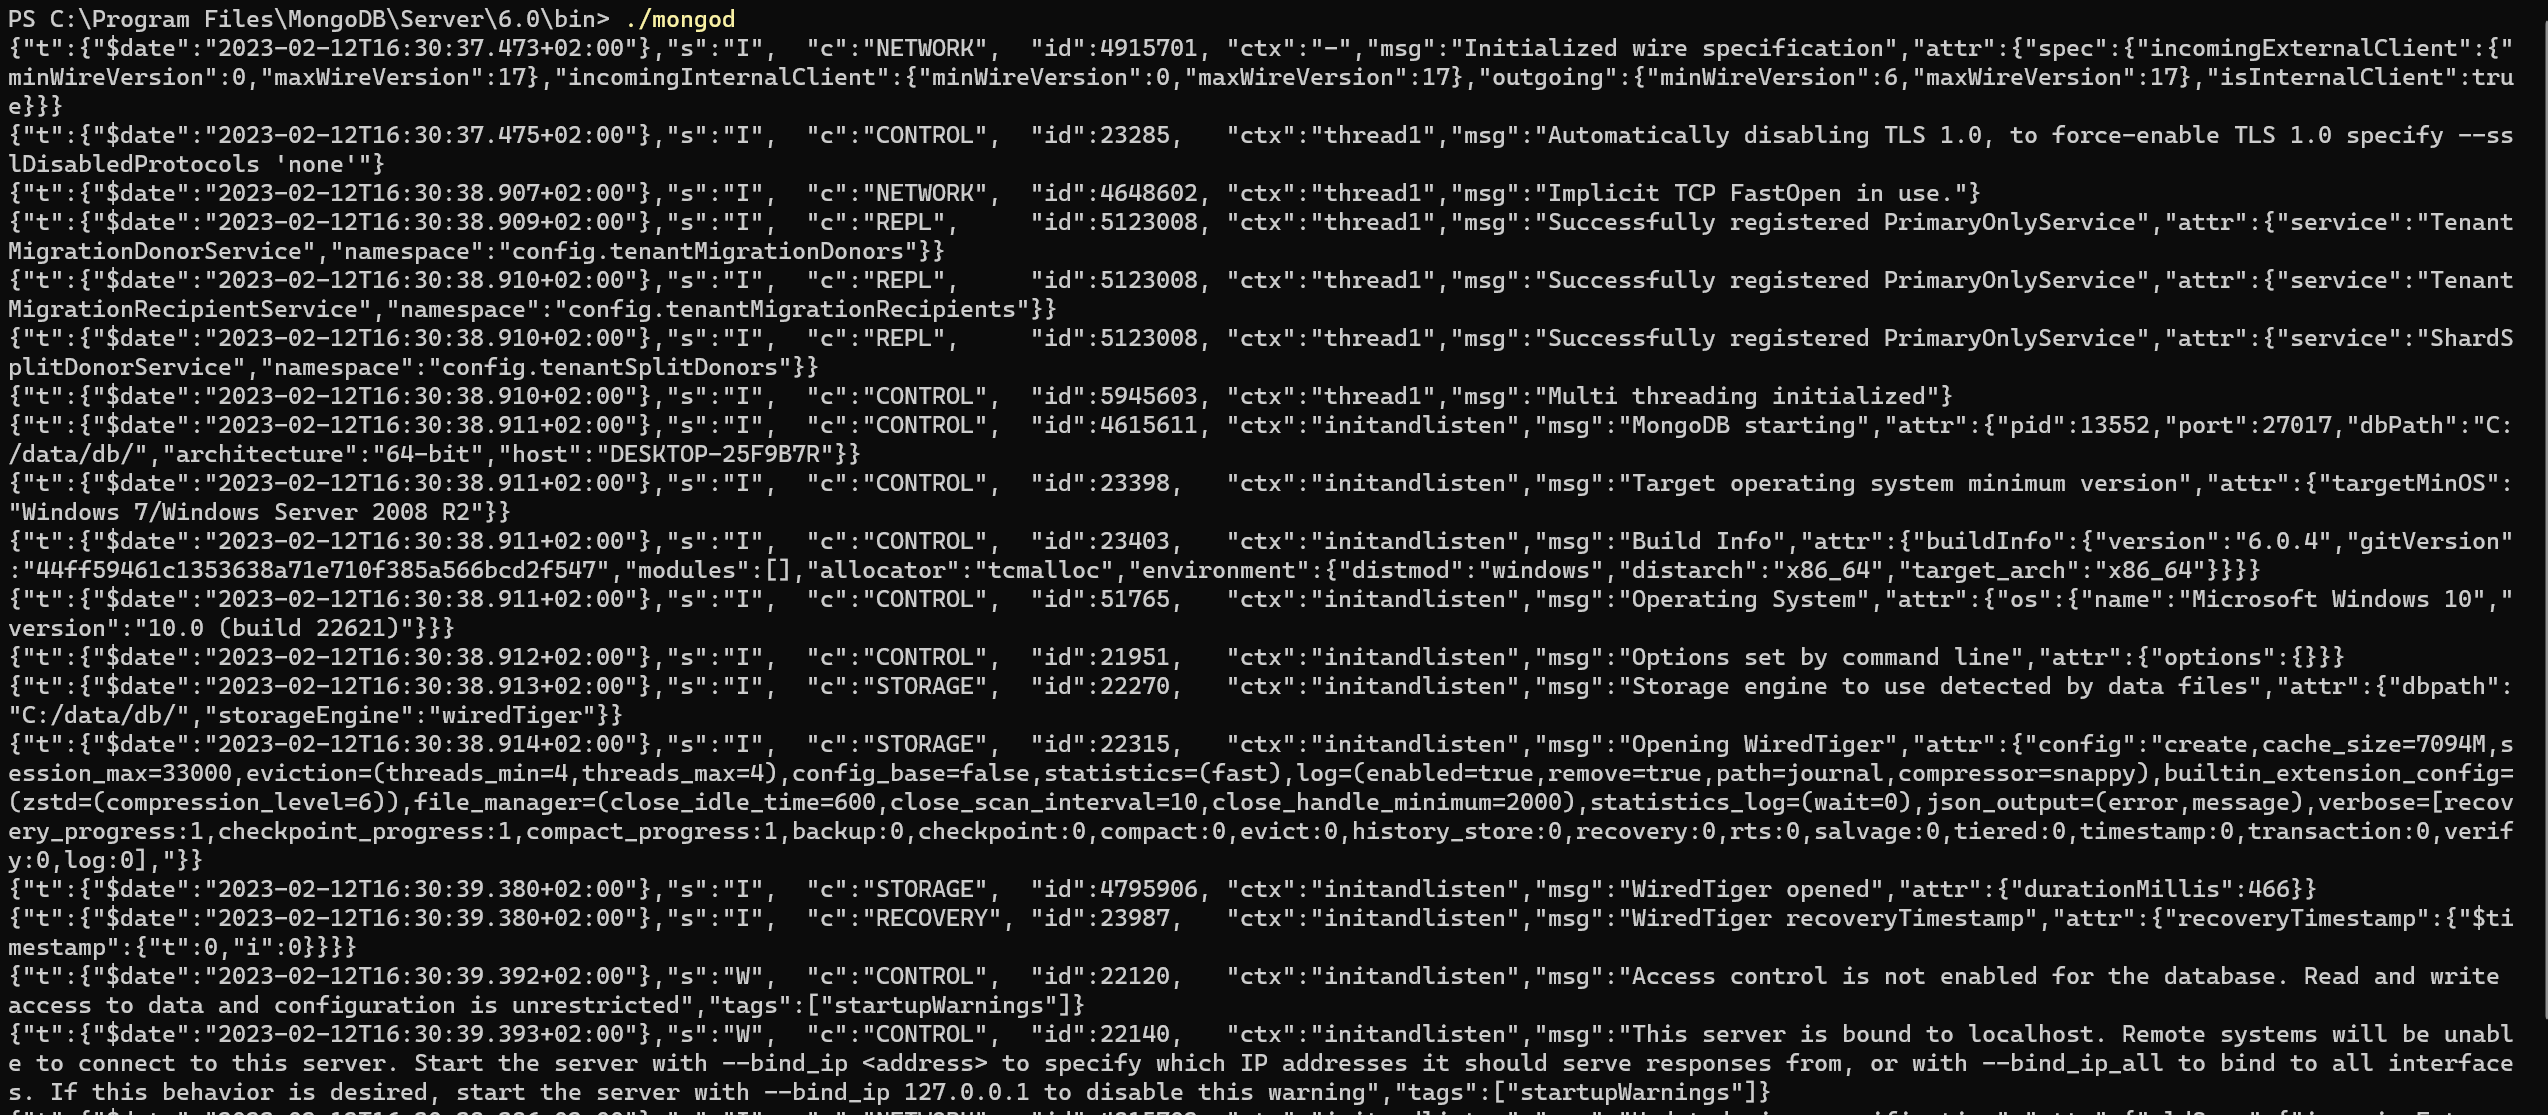 PS C:\Program Files\MongoDB\Server\6.0\bin> ./mongod
{"t":{"$date":"2023-02-12T16:30:37.473+02:00"},"s":"I",  "c":"NETWORK",  "id":4915701, "ctx":"-","msg":"Initialized wire specification","attr":{"spec":{"incomingExternalClient":{"
minWireVersion":0,"maxWireVersion":17},"incomingInternalClient":{"minWireVersion":0,"maxWireVersion":17},"outgoing":{"minWireVersion":6,"maxWireVersion":17},"isInternalClient":tru
e}}}
{"t":{"$date":"2023-02-12T16:30:37.475+02:00"},"s":"I",  "c":"CONTROL",  "id":23285,   "ctx":"thread1","msg":"Automatically disabling TLS 1.0, to force-enable TLS 1.0 specify --ss
lDisabledProtocols 'none'"}
{"t":{"$date":"2023-02-12T16:30:38.907+02:00"},"s":"I",  "c":"NETWORK",  "id":4648602, "ctx":"thread1","msg":"Implicit TCP FastOpen in use."}
{"t":{"$date":"2023-02-12T16:30:38.909+02:00"},"s":"I",  "c":"REPL",     "id":5123008, "ctx":"thread1","msg":"Successfully registered PrimaryOnlyService","attr":{"service":"Tenant
MigrationDonorService","namespace":"config.tenantMigrationDonors"}}
{"t":{"$date":"2023-02-12T16:30:38.910+02:00"},"s":"I",  "c":"REPL",     "id":5123008, "ctx":"thread1","msg":"Successfully registered PrimaryOnlyService","attr":{"service":"Tenant
MigrationRecipientService","namespace":"config.tenantMigrationRecipients"}}
{"t":{"$date":"2023-02-12T16:30:38.910+02:00"},"s":"I",  "c":"REPL",     "id":5123008, "ctx":"thread1","msg":"Successfully registered PrimaryOnlyService","attr":{"service":"ShardS
plitDonorService","namespace":"config.tenantSplitDonors"}}
{"t":{"$date":"2023-02-12T16:30:38.910+02:00"},"s":"I",  "c":"CONTROL",  "id":5945603, "ctx":"thread1","msg":"Multi threading initialized"}
{"t":{"$date":"2023-02-12T16:30:38.911+02:00"},"s":"I",  "c":"CONTROL",  "id":4615611, "ctx":"initandlisten","msg":"MongoDB starting","attr":{"pid":13552,"port":27017,"dbPath":"C:
/data/db/","architecture":"64-bit","host":"DESKTOP-25F9B7R"}}
{"t":{"$date":"2023-02-12T16:30:38.911+02:00"},"s":"I",  "c":"CONTROL",  "id":23398,   "ctx":"initandlisten","msg":"Target operating system minimum version","attr":{"targetMinOS":
"Windows 7/Windows Server 2008 R2"}}
{"t":{"$date":"2023-02-12T16:30:38.911+02:00"},"s":"I",  "c":"CONTROL",  "id":23403,   "ctx":"initandlisten","msg":"Build Info","attr":{"buildInfo":{"version":"6.0.4","gitVersion"
:"44ff59461c1353638a71e710f385a566bcd2f547","modules":[],"allocator":"tcmalloc","environment":{"distmod":"windows","distarch":"x86_64","target_arch":"x86_64"}}}}
{"t":{"$date":"2023-02-12T16:30:38.911+02:00"},"s":"I",  "c":"CONTROL",  "id":51765,   "ctx":"initandlisten","msg":"Operating System","attr":{"os":{"name":"Microsoft Windows 10","
version":"10.0 (build 22621)"}}}
{"t":{"$date":"2023-02-12T16:30:38.912+02:00"},"s":"I",  "c":"CONTROL",  "id":21951,   "ctx":"initandlisten","msg":"Options set by command line","attr":{"options":{}}}
{"t":{"$date":"2023-02-12T16:30:38.913+02:00"},"s":"I",  "c":"STORAGE",  "id":22270,   "ctx":"initandlisten","msg":"Storage engine to use detected by data files","attr":{"dbpath":
"C:/data/db/","storageEngine":"wiredTiger"}}
{"t":{"$date":"2023-02-12T16:30:38.914+02:00"},"s":"I",  "c":"STORAGE",  "id":22315,   "ctx":"initandlisten","msg":"Opening WiredTiger","attr":{"config":"create,cache_size=7094M,s
ession_max=33000,eviction=(threads_min=4,threads_max=4),config_base=false,statistics=(fast),log=(enabled=true,remove=true,path=journal,compressor=snappy),builtin_extension_config=
(zstd=(compression_level=6)),file_manager=(close_idle_time=600,close_scan_interval=10,close_handle_minimum=2000),statistics_log=(wait=0),json_output=(error,message),verbose=[recov
ery_progress:1,checkpoint_progress:1,compact_progress:1,backup:0,checkpoint:0,compact:0,evict:0,history_store:0,recovery:0,rts:0,salvage:0,tiered:0,timestamp:0,transaction:0,verif
y:0,log:0],"}}
{"t":{"$date":"2023-02-12T16:30:39.380+02:00"},"s":"I",  "c":"STORAGE",  "id":4795906, "ctx":"initandlisten","msg":"WiredTiger opened","attr":{"durationMillis":466}}
{"t":{"$date":"2023-02-12T16:30:39.380+02:00"},"s":"I",  "c":"RECOVERY", "id":23987,   "ctx":"initandlisten","msg":"WiredTiger recoveryTimestamp","attr":{"recoveryTimestamp":{"$ti
mestamp":{"t":0,"i":0}}}}
{"t":{"$date":"2023-02-12T16:30:39.392+02:00"},"s":"W",  "c":"CONTROL",  "id":22120,   "ctx":"initandlisten","msg":"Access control is not enabled for the database. Read and write
access to data and configuration is unrestricted","tags":["startupWarnings"]}
{"t":{"$date":"2023-02-12T16:30:39.393+02:00"},"s":"W",  "c":"CONTROL",  "id":22140,   "ctx":"initandlisten","msg":"This server is bound to localhost. Remote systems will be unabl
e to connect to this server. Start the server with --bind_ip <address> to specify which IP addresses it should serve responses from, or with --bind_ip_all to bind to all interface
s. If this behavior is desired, start the server with --bind_ip 127.0.0.1 to disable this warning","tags":["startupWarnings"]}